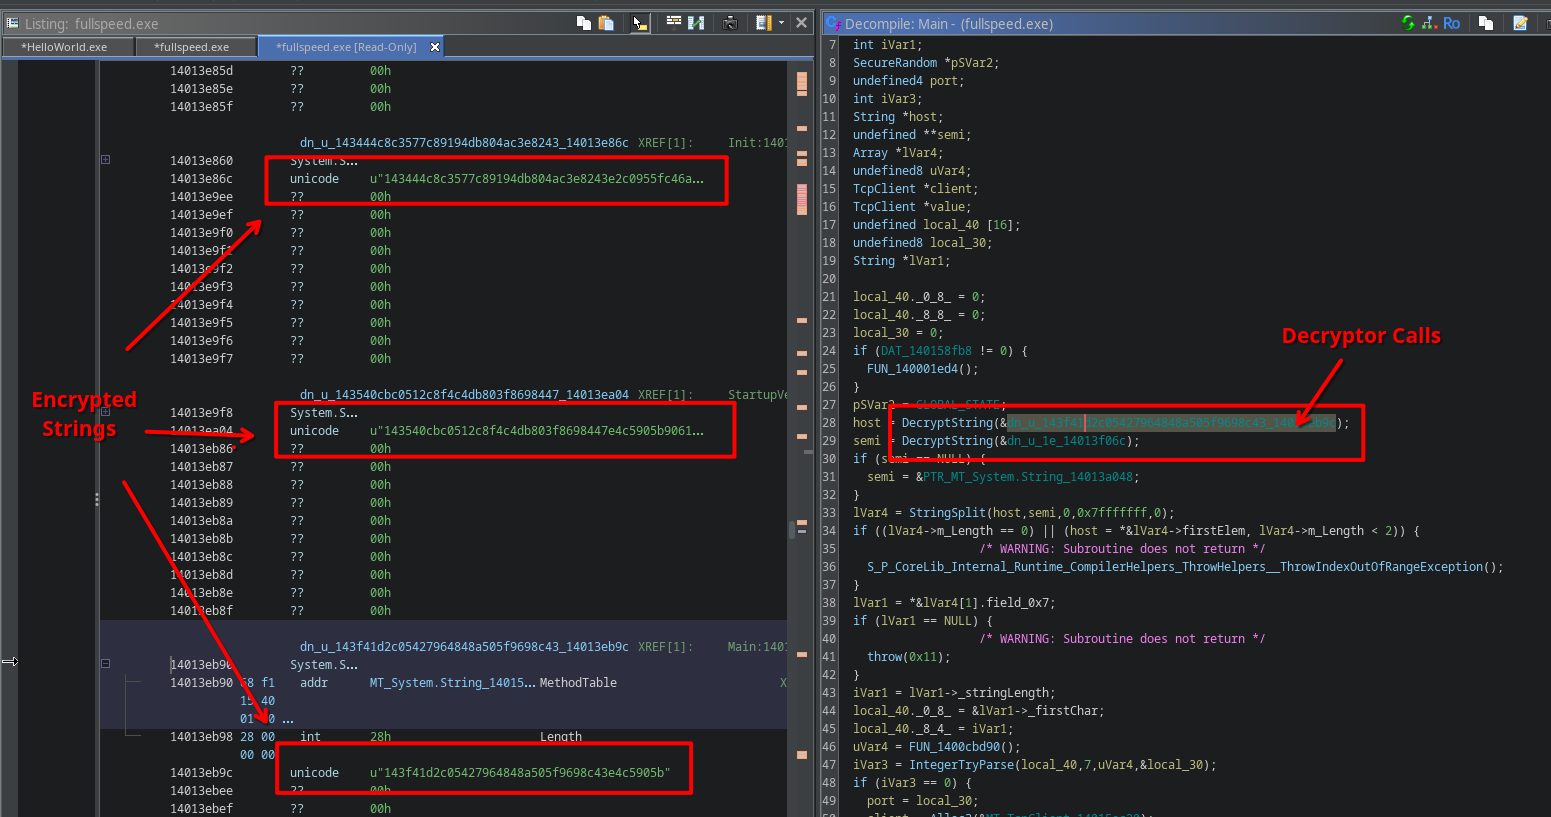 Listing: fullspeed.exe
*HelloWorld.exe
*fullspeed.exe
*fullspeed.exe [Read-Only]
14013e85d ?? 00h
14013e85e ?? 00h
14013e85f ?? 00h
dn_u_143444c8c3577c89194db804ac3e8243_14013e86c XREF[1]: Init:1401
14013e860 System.S...
14013e86c unicode u"143444c8c3577c89194db804ac3e8243e2c0955fc46a...
14013e9ee ?? 00h
14013e9ef ?? 00h
14013e9f0 ?? 00h
14013e9f1 ?? 00h
14013e9f2 ?? 00h
14013e9f3 ?? 00h
14013e9f4 ?? 00h
14013e9f5 ?? 00h
14013e9f6 ?? 00h
14013e9f7 ?? 00h
dn_u_143540cbc0512c8f4c4db803f8698447_14013ea04 XREF[1]: StartupVe
14013e9f8 System.S...
14013ea04 unicode u"143540cbc0512c8f4c4db803f8698447e4c5905b9061...
14013eb86 ?? 00h
14013eb87 ?? 00h
14013eb88 ?? 00h
14013eb89 ?? 00h
14013eb8a ?? 00h
14013eb8b ?? 00h
14013eb8c ?? 00h
14013eb8d ?? 00h
14013eb8e ?? 00h
14013eb8f ?? 00h
dn_u_143f41d2c05427964848a505f9698c43_14013eb9c XREF[1]: Main:1401
14013eb90 System.S...
14013eb90 68 f1 addr MT_System.String_14015... MethodTable X
15 40
01 00 ...
14013eb98 28 00 int 28h Length
00 00
14013eb9c unicode u"143f41d2c05427964848a505f9698c43e4c5905b"
14013ebee ?? 00h
14013ebef ?? 00h
Encrypted
Strings
Decompile: Main - (fullspeed.exe)
Ro
7 int iVar1;
8 SecureRandom *pSVar2;
9 undefined4 port;
10 int iVar3;
11 String *host;
12 undefined **semi;
13 Array *lVar4;
14 undefined8 uVar4;
15 TcpClient *client;
16 TcpClient *value;
17 undefined local_40 [16];
18 undefined8 local_30;
19 String *lVar1;
20
21 local_40._0_8_ = 0;
22 local_40._8_8_ = 0;
23 local_30 = 0;
24 if (DAT_140158fb8 != 0) {
25 FUN_140001ed4();
26 }
27 pSVar2 = GLOBAL_STATE;
28 host = DecryptString(&dn_u_143f41d2c05427964848a505f9698c43_14013eb9c);
29 semi = DecryptString(&dn_u_1e_14013f06c);
30 if (semi == NULL) {
31 semi = &PTR_MT_System.String_14013a048;
32 }
33 lVar4 = StringSplit(host,semi,0,0x7fffffff,0);
34 if ((lVar4->m_Length == 0) || (host = *&lVar4->firstElem, lVar4->m_Length < 2)) {
35 /* WARNING: Subroutine does not return */
36 S_P_CoreLib_Internal_Runtime_CompilerHelpers_ThrowHelpers__ThrowIndexOutOfRangeException();
37 }
38 lVar1 = *&lVar4[1].field_0x7;
39 if (lVar1 == NULL) {
40 /* WARNING: Subroutine does not return */
41 throw(0x11);
42 }
43 iVar1 = lVar1->_stringLength;
44 local_40._0_8_ = &lVar1->_firstChar;
45 local_40._8_4_ = iVar1;
46 uVar4 = FUN_1400cbd90();
47 iVar3 = IntegerTryParse(local_40,7,uVar4,&local_30);
48 if (iVar3 == 0) {
49 port = local_30;
Decryptor Calls